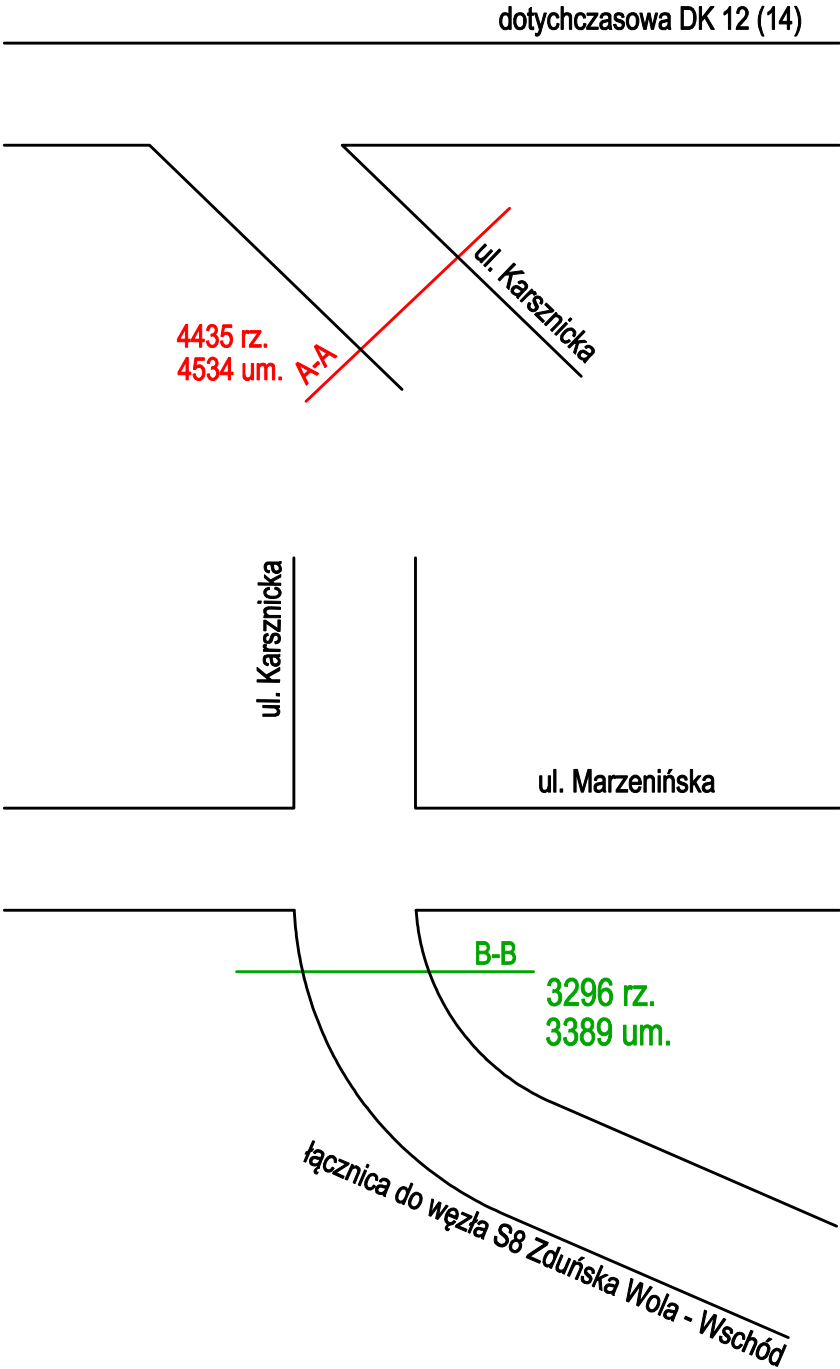 dotychczasowa DK 12 (14)
ul. Karsznicka
4435 rz.
4534 um.
A-A
ul. Karsznicka
ul. Marzenińska
B-B
3296 rz.
3389 um.
łącznica do węzła S8 Zduńska Wola - Wschód